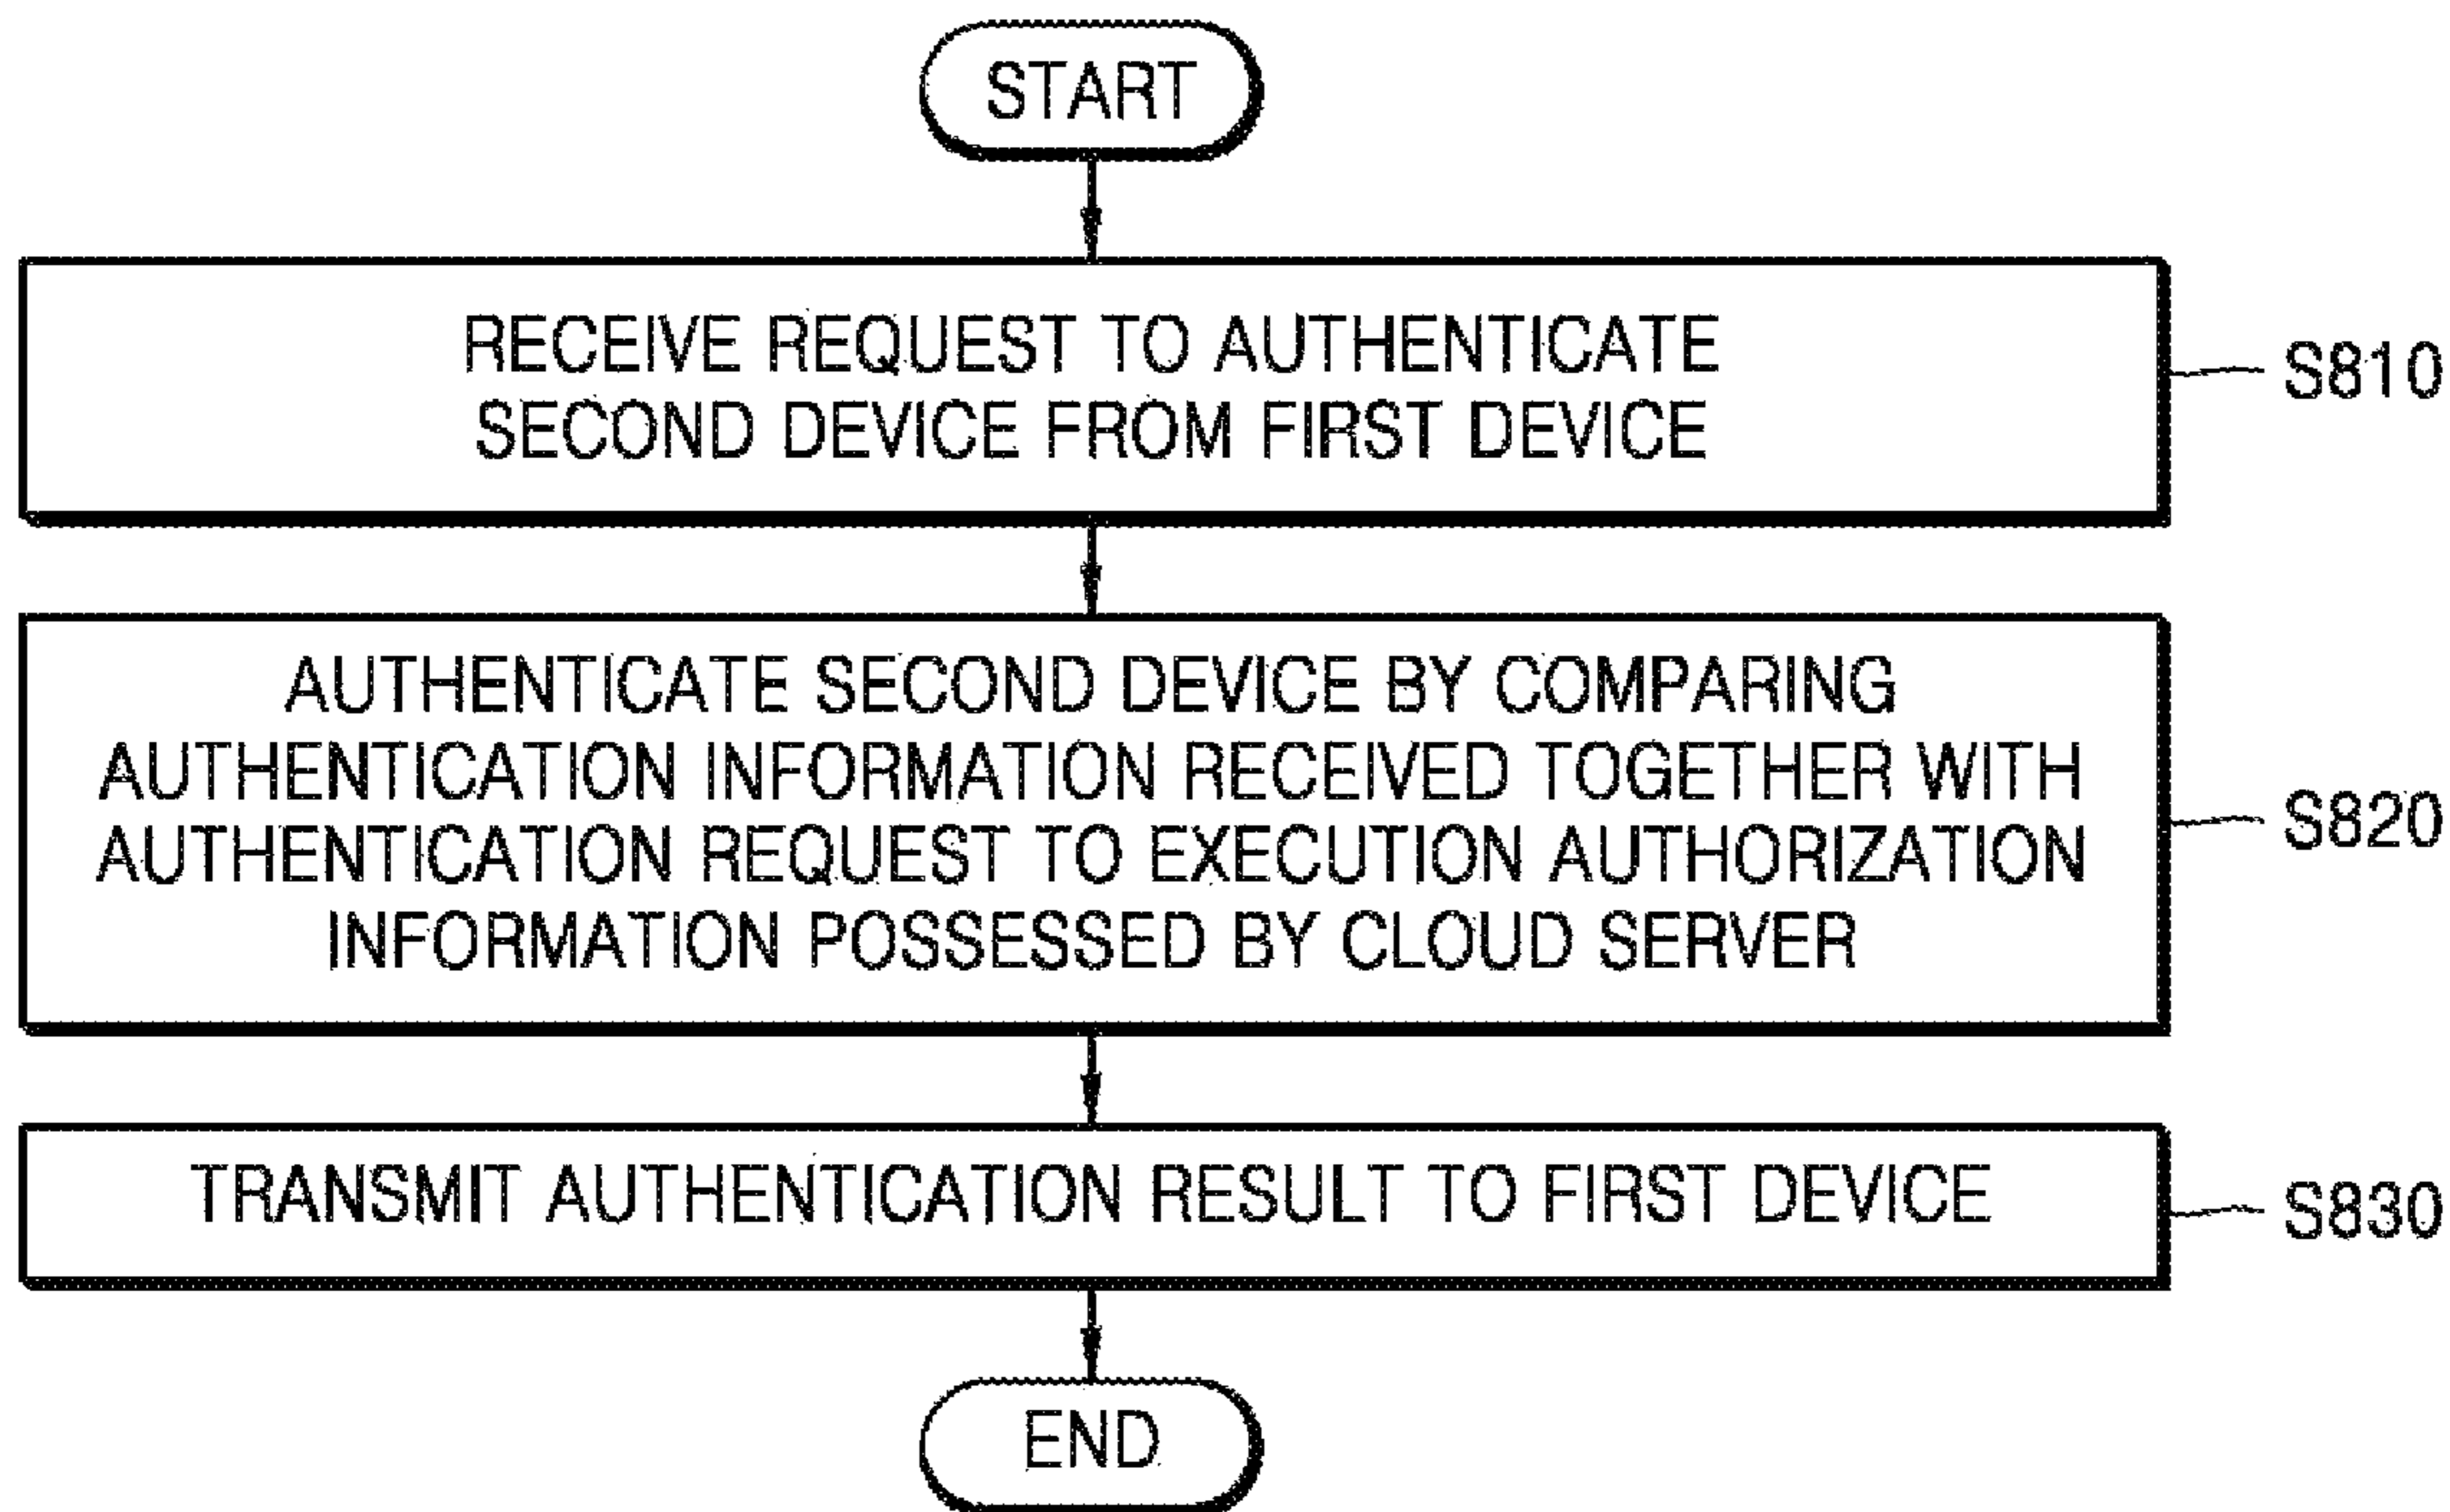 START
RECEIVE REQUEST TO AUTHENTICATE
SECOND DEVICE FROM FIRST DEVICE
S810
AUTHENTICATE SECOND DEVICE BY COMPARING
AUTHENTICATION INFORMATION RECEIVED TOGETHER WITH
AUTHENTICATION REQUEST TO EXECUTION AUTHORIZATION
INFORMATION POSSESSED BY CLOUD SERVER
S820
TRANSMIT AUTHENTICATION RESULT TO FIRST DEVICE
S830
END